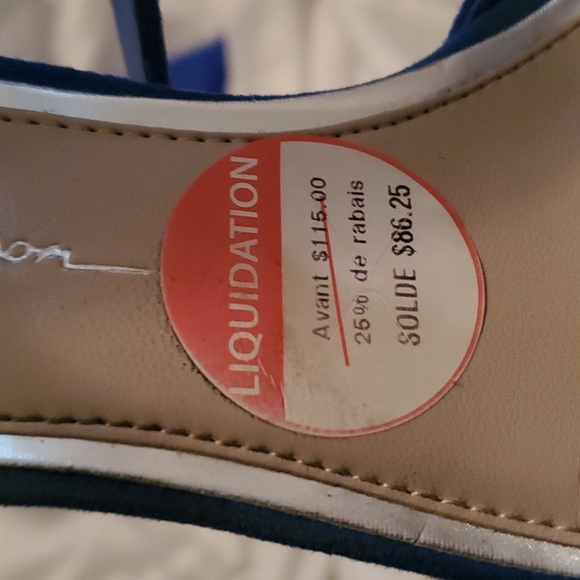 LIQUIDATION
Avant $115.00
25% de rabais
SOLDE $86.25